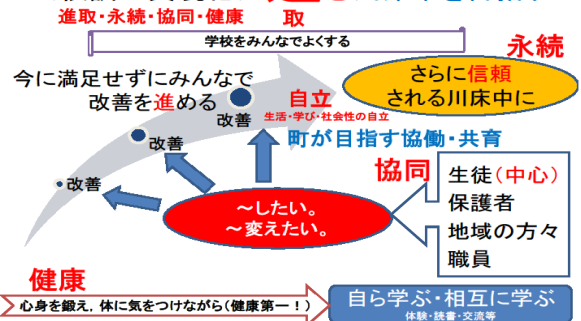 進取・永続・協同・健康
取
学校をみんなでよくする
永続
今に満足せずにみんなで
改善を進める
さらに信頼
される川床中に
自立
生活・学び・社会性の自立
改善
改善
改善
町が目指す協働・共育
協同
～したい。
～変えたい。
生徒(中心)
保護者
地域の方々
職員
健康
心身を鍛え，体に気をつけながら(健康第一！)
自ら学ぶ・相互に学ぶ
体験・読書・交流等